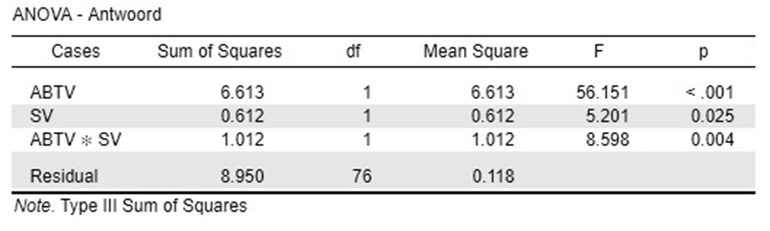 ANOVA - Antwoord
Cases Sum of Squares df Mean Square F p
ABTV 6.613 1 6.613 56.151 < .001
SV 0.612 1 0.612 5.201 0.025
ABTV ✻ SV 1.012 1 1.012 8.598 0.004
Residual 8.950 76 0.118
Note. Type III Sum of Squares